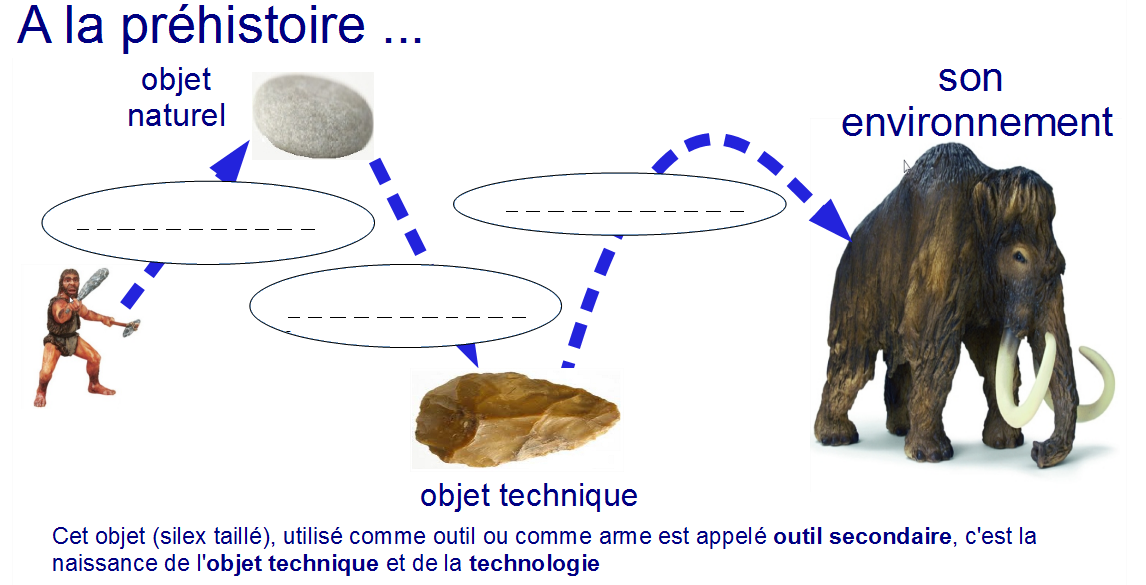 A la préhistoire ...
objet
naturel
son
environnement
_ _ _ _ _ _ _ _ _ _ _
_ _ _ _ _ _ _ _ _ _ _
_ _ _ _ _ _ _ _ _ _ _
objet technique
Cet objet (silex taillé), utilisé comme outil ou comme arme est appelé outil secondaire, c'est la
naissance de l'objet technique et de la technologie